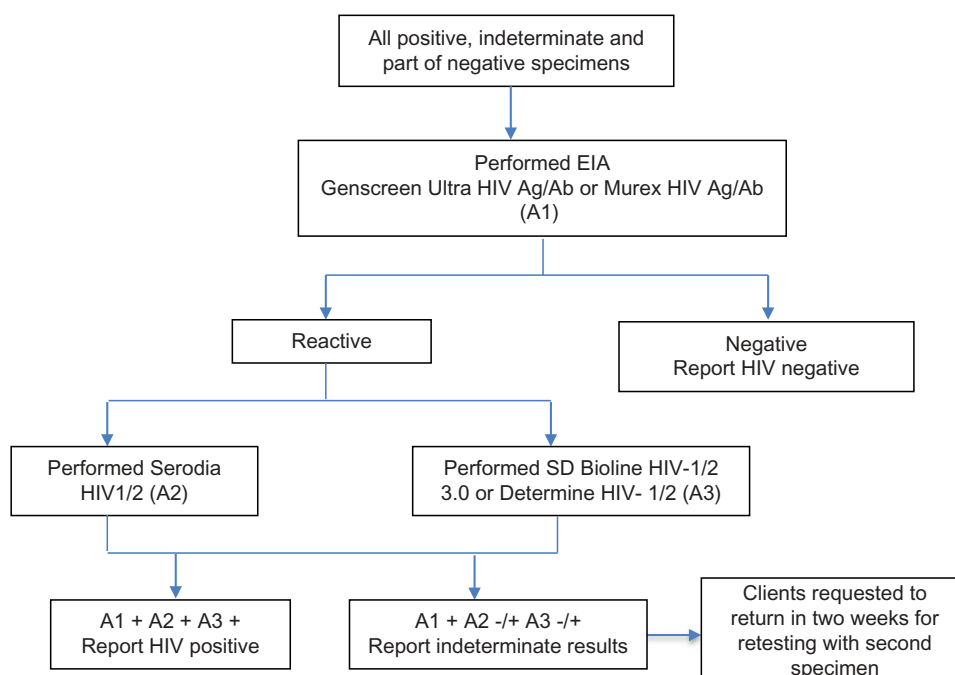 All positive, indeterminate and
part of negative specimens
Performed EIA
Genscreen Ultra HIV Ag/Ab or Murex HIV Ag/Ab
(A1)
Reactive
Negative
Report HIV negative
Performed Serodia
HIV1/2 (A2)
Performed SD Bioline HIV-1/2
3.0 or Determine HIV- 1/2 (A3)
A1 + A2 + A3 +
Report HIV positive
A1 + A2 -/+ A3 -/+
Report indeterminate results
Clients requested to
return in two weeks for
retesting with second
specimen